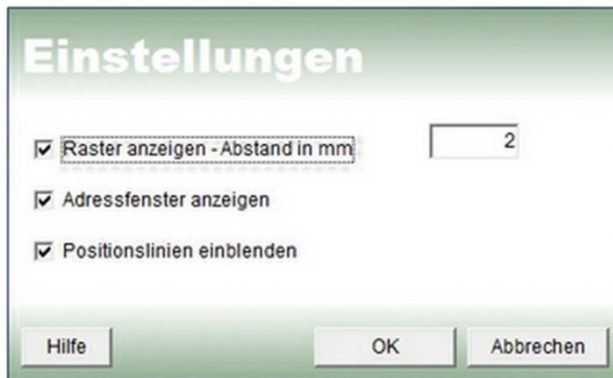 Einstellungen
Raster anzeigen - Abstand in mm 2
Adressfenster anzeigen
Positionslinien einblenden
Hilfe OK Abbrechen